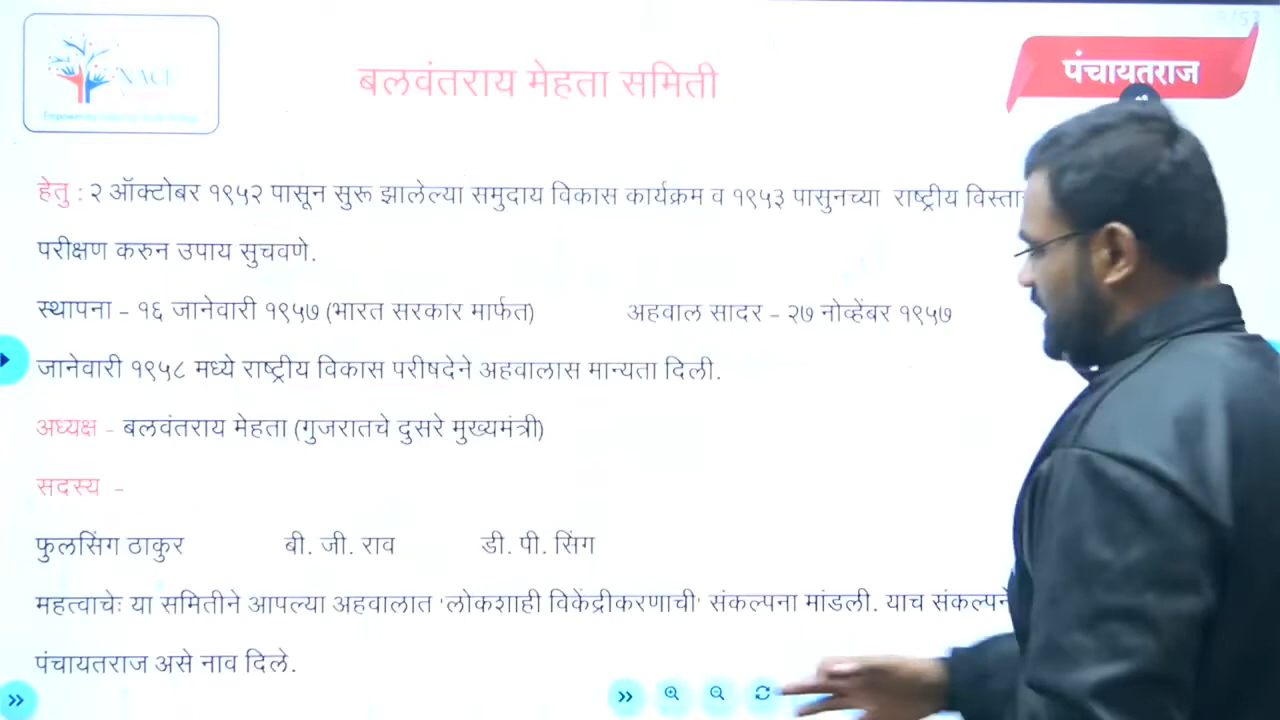 बलवंतराय मेहता समिती
पंचायतराज
हेतु : २ ऑक्टोबर १९५२ पासून सुरू झालेल्या समुदाय विकास कार्यक्रम व १९५३ पासुनच्या राष्ट्रीय
परीक्षण करुन उपाय सुचवणे.
स्थापना - १६ जानेवारी १९५७ (भारत सरकार मार्फत) अहवाल सादर - २७ नोव्हेंबर १९५७
जानेवारी १९५८ मध्ये राष्ट्रीय विकास परीषदेने अहवालास मान्यता दिली.
अध्यक्ष - बलवंतराय मेहता (गुजरातचे दुसरे मुख्यमंत्री)
सदस्य -
फुलसिंग ठाकुर बी. जी. राव डी. पी. सिंग
महत्वाचेः या समितीने आपल्या अहवालात 'लोकशाही विकेंद्रीकरणाची' संकल्पना मांडली. याच
पंचायतराज असे नाव दिले.